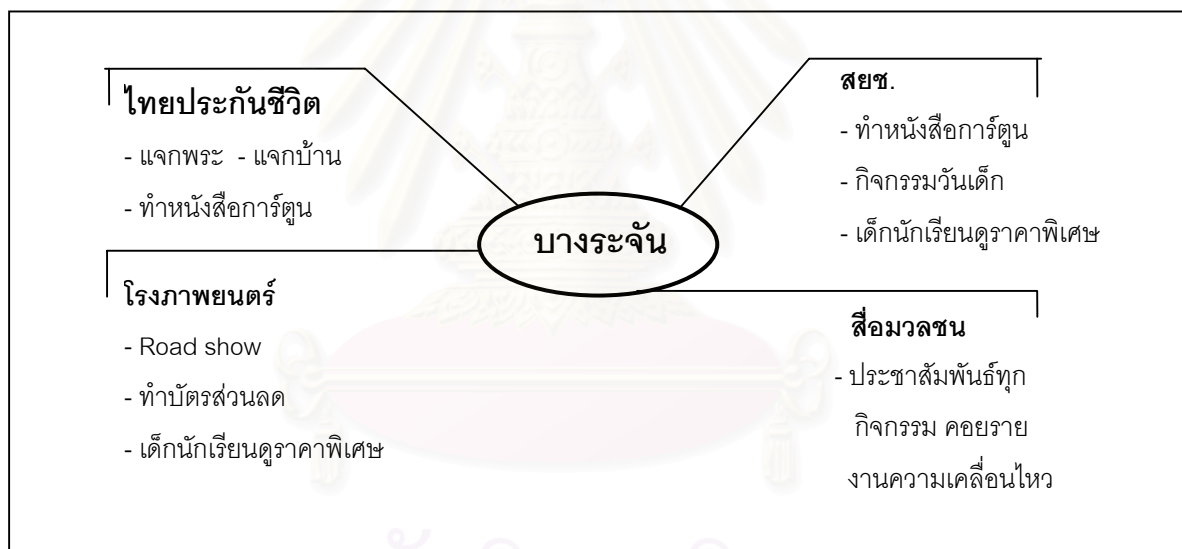 ไทยประกันชีวิต
- แจกพระ - แจกบ้าน
- ทำหนังสือการ์ตูน
สยช.
- ทำหนังสือการ์ตูน
- กิจกรรมวันเด็ก
- เด็กนักเรียนดูราคาพิเศษ
บางระจัน
โรงภาพยนตร์
- Road show
- ทำบัตรส่วนลด
- เด็กนักเรียนดูราคาพิเศษ
สื่อมวลชน
- ประชาสัมพันธ์ทุก
กิจกรรม คอยราย
งานความเคลื่อนไหว